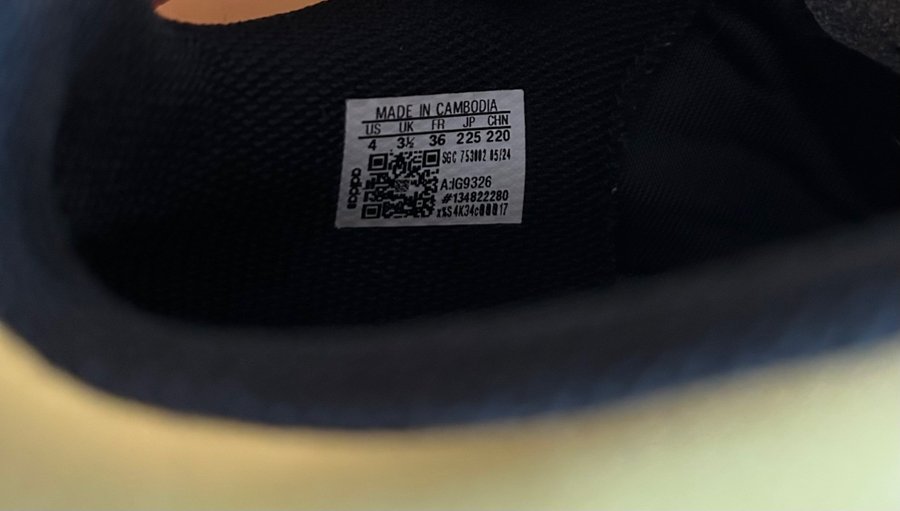 MADE IN CAMBODIA
US UK FR JP CHN
4 3½ 36 225 220
SGC 753002 05/24
adidas
A:IG9326
#134822280